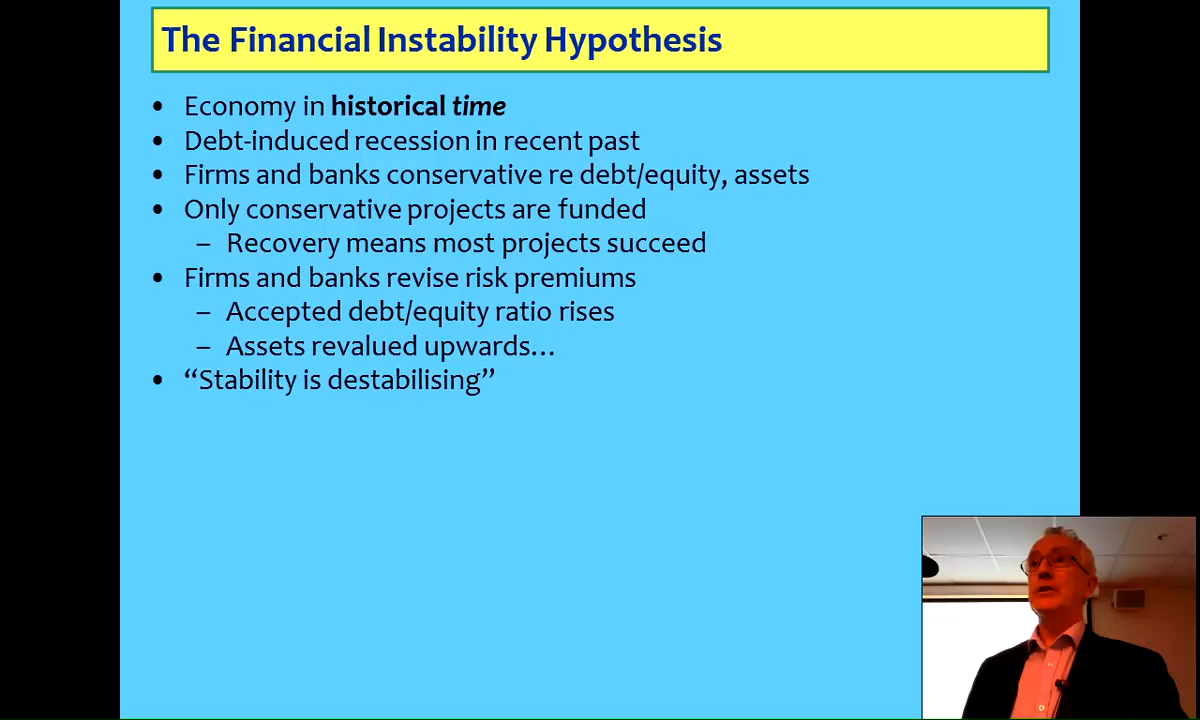 The Financial Instability Hypothesis
• Economy in historical time
• Debt-induced recession in recent past
• Firms and banks conservative re debt/equity, assets
• Only conservative projects are funded
– Recovery means most projects succeed
• Firms and banks revise risk premiums
– Accepted debt/equity ratio rises
– Assets revalued upwards…
• “Stability is destabilising”